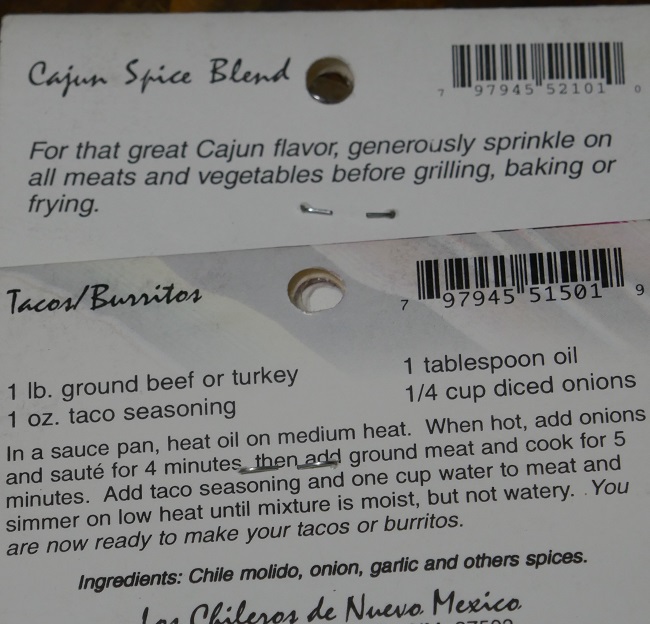 Cajun Spice Blend
7 97945 52101 0
For that great Cajun flavor, generously sprinkle on
all meats and vegetables before grilling, baking or
frying.
Tacos/Burritos
7 97945 51501 9
1 lb. ground beef or turkey
1 oz. taco seasoning
1 tablespoon oil
1/4 cup diced onions
In a sauce pan, heat oil on medium heat. When hot, add onions
and sauté for 4 minutes then add ground meat and cook for 5
minutes. Add taco seasoning and one cup water to meat and
simmer on low heat until mixture is moist, but not watery. You
are now ready to make your tacos or burritos.
Ingredients: Chile molido, onion, garlic and others spices.
Los Chileros de Nuevo Mexico